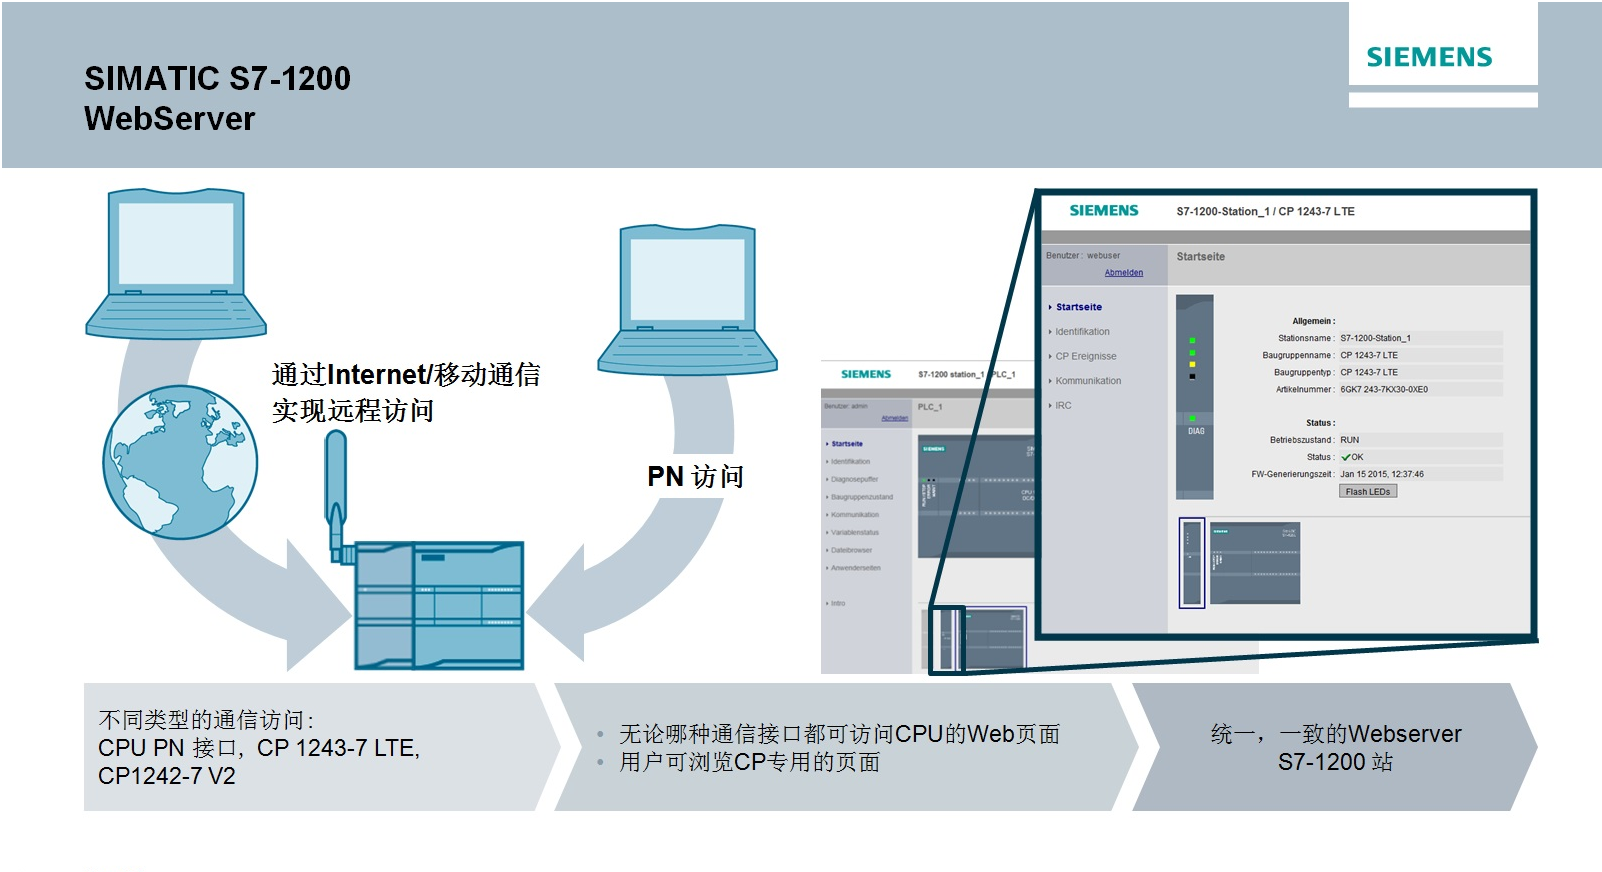 SIMATIC S7-1200
WebServer
SIEMENS
通过Internet/移动通信
实现远程访问
PN 访问
SIEMENS
S7-1200 station_1
PLC_1
Benutzer: admin
Abmelden
PLC_1
Startseite
Identifikation
Diagnosepuffer
Baugruppenzustand
Kommunikation
Variablenstatus
Dateibrowser
Anwenderseiten
Intro
SIEMENS
SIEMENS
S7-1200-Station_1 / CP 1243-7 LTE
Benutzer: webuser
Abmelden
Startseite
Startseite
Identifikation
CP Ereignisse
Kommunikation
IRC
DIAG
Allgemein:
Stationsname: S7-1200-Station_1
Baugruppenname: CP 1243-7 LTE
Baugruppentyp: CP 1243-7 LTE
Artikelnummer: 6GK7 243-7KX30-0XE0
Status:
Betriebszustand: RUN
Status: ✓OK
FW-Generierungszeit: Jan 15 2015, 12:37:46
Flash LEDs
不同类型的通信访问:
CPU PN 接口, CP 1243-7 LTE,
CP1242-7 V2
• 无论哪种通信接口都可访问CPU的Web页面
• 用户可浏览CP专用的页面
统一，一致的Webserver
S7-1200 站